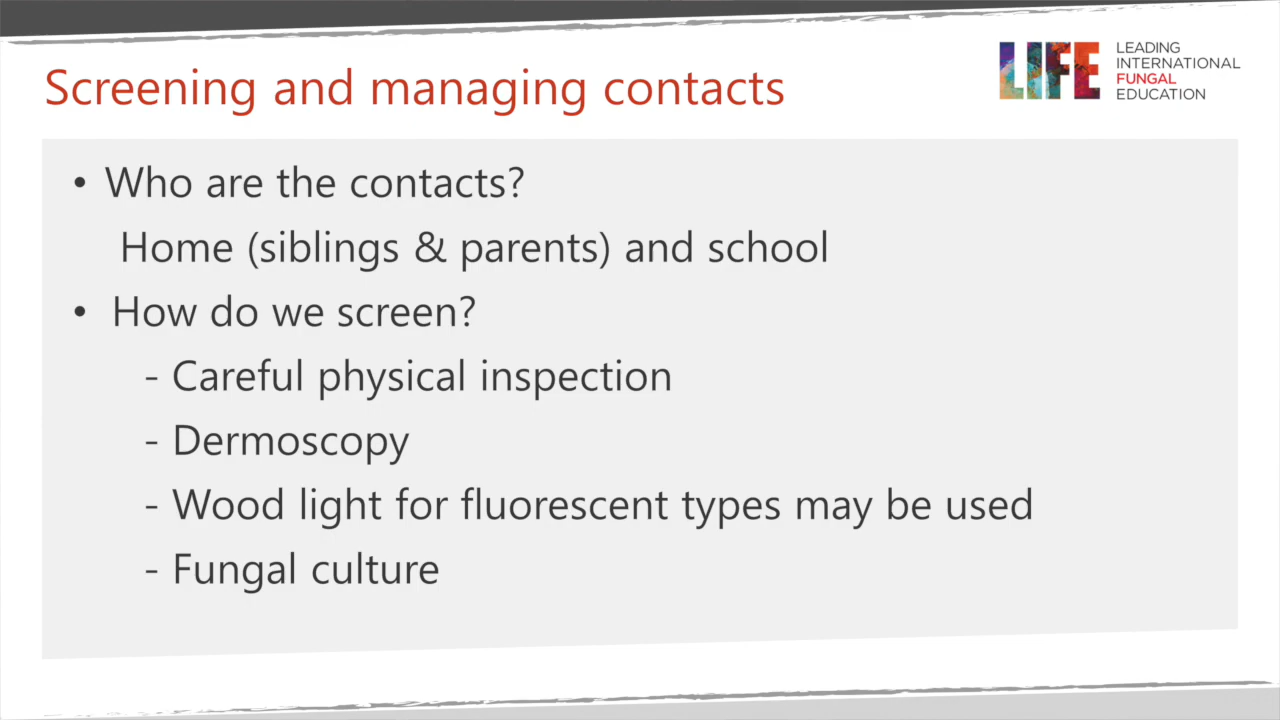 Screening and managing contacts
LIFE
LEADING
INTERNATIONAL
FUNGAL
EDUCATION
• Who are the contacts?
Home (siblings & parents) and school
• How do we screen?
- Careful physical inspection
- Dermoscopy
- Wood light for fluorescent types may be used
- Fungal culture